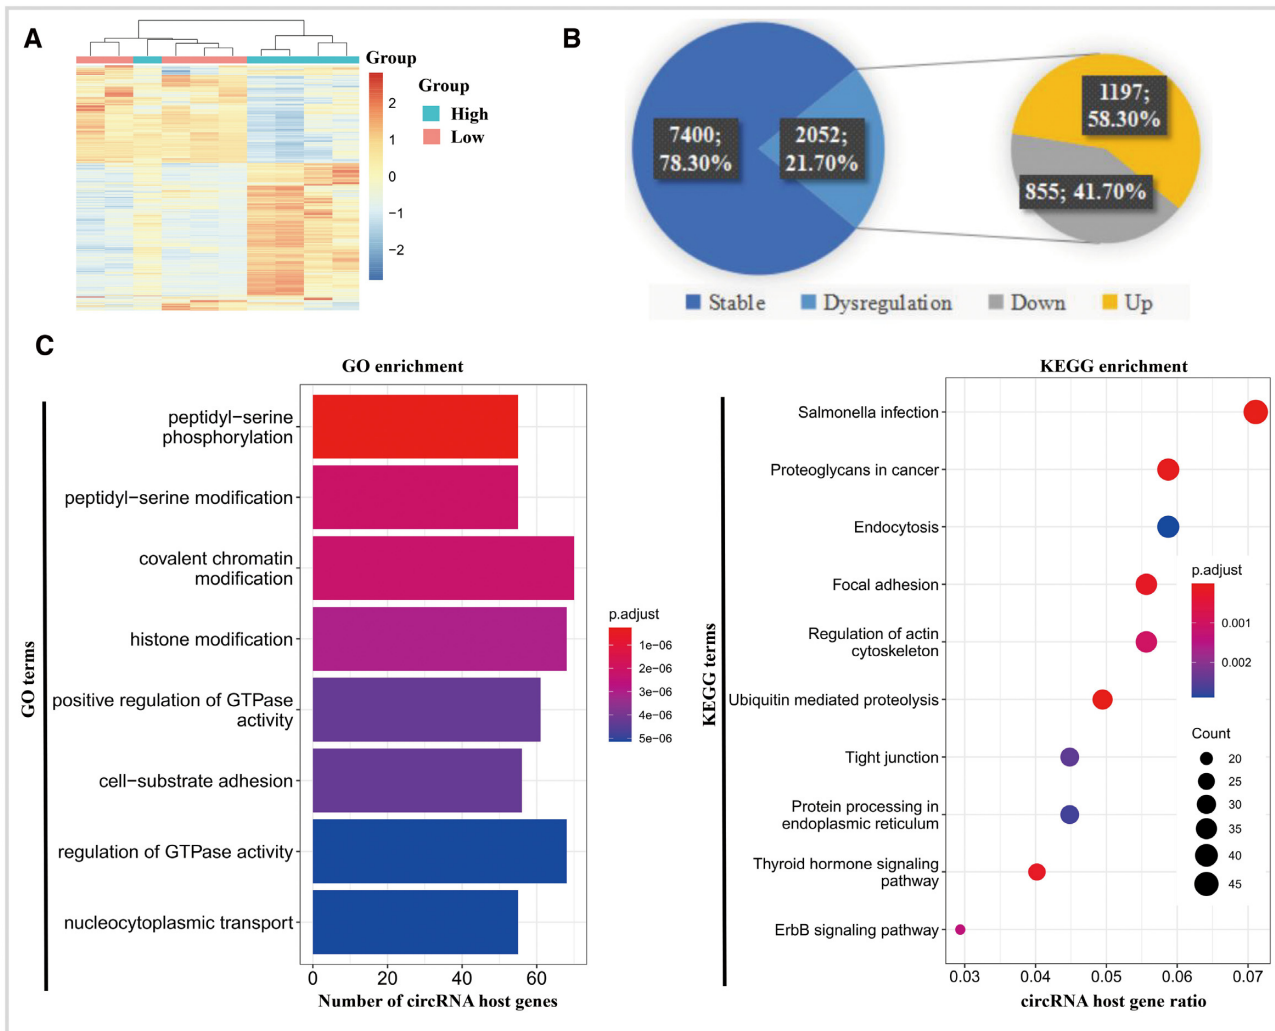 A
Group
2
1
0
−1
−2
Group
High
Low
B
7400;
78.30%
2052;
21.70%
1197;
58.30%
855; 41.70%
Stable
Dysregulation
Down
Up
C
GO enrichment
GO terms
peptidyl−serine
phosphorylation
peptidyl−serine modification
covalent chromatin
modification
histone modification
positive regulation of GTPase
activity
cell−substrate adhesion
regulation of GTPase activity
nucleocytoplasmic transport
0
20
40
60
Number of circRNA host genes
p.adjust
1e−06
2e−06
3e−06
4e−06
5e−06
KEGG enrichment
KEGG terms
Salmonella infection
Proteoglycans in cancer
Endocytosis
Focal adhesion
Regulation of actin
cytoskeleton
Ubiquitin mediated proteolysis
Tight junction
Protein processing in
endoplasmic reticulum
Thyroid hormone signaling
pathway
ErbB signaling pathway
0.03
0.04
0.05
0.06
0.07
circRNA host gene ratio
p.adjust
0.001
0.002
Count
20
25
30
35
40
45